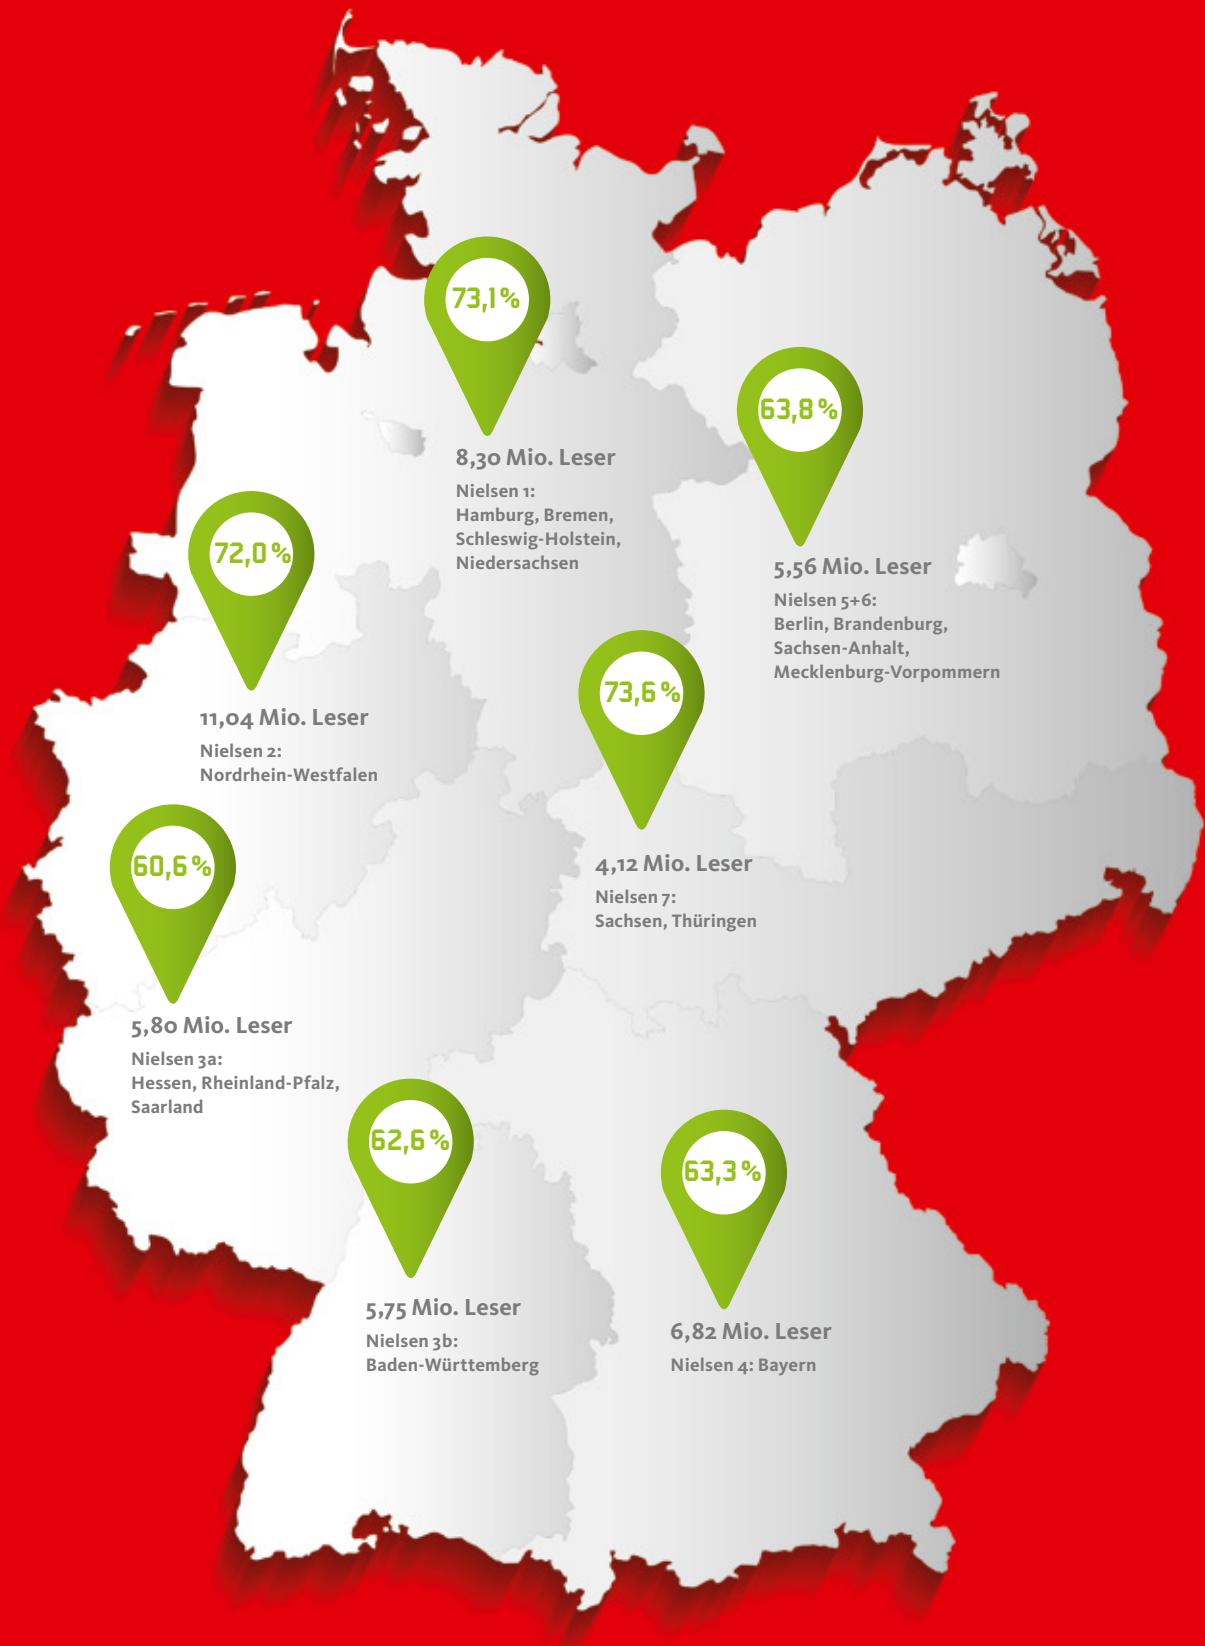 73,1%
8,30 Mio. Leser
Nielsen 1:
Hamburg, Bremen,
Schleswig-Holstein,
Niedersachsen
63,8%
5,56 Mio. Leser
Nielsen 5+6:
Berlin, Brandenburg,
Sachsen-Anhalt,
Mecklenburg-Vorpommern
72,0%
11,04 Mio. Leser
Nielsen 2:
Nordrhein-Westfalen
73,6%
4,12 Mio. Leser
Nielsen 7:
Sachsen, Thüringen
60,6%
5,80 Mio. Leser
Nielsen 3a:
Hessen, Rheinland-Pfalz,
Saarland
62,6%
5,75 Mio. Leser
Nielsen 3b:
Baden-Württemberg
63,3%
6,82 Mio. Leser
Nielsen 4: Bayern